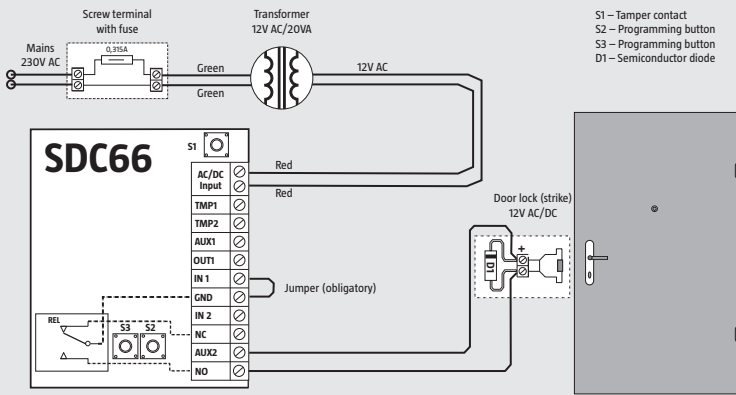 Screw terminal
with fuse
Transformer
12V AC/20VA
S1 – Tamper contact
S2 – Programming button
S3 – Programming button
D1 – Semiconductor diode
Mains
230V AC
0,315A
Green
Green
12V AC
SDC66
S1
AC/DC
Input
Red
Red
TMP1
TMP2
AUX1
OUT1
IN 1
GND
Jumper (obligatory)
IN 2
NC
AUX2
NO
REL
S3
S2
Door lock (strike)
12V AC/DC
D1
+